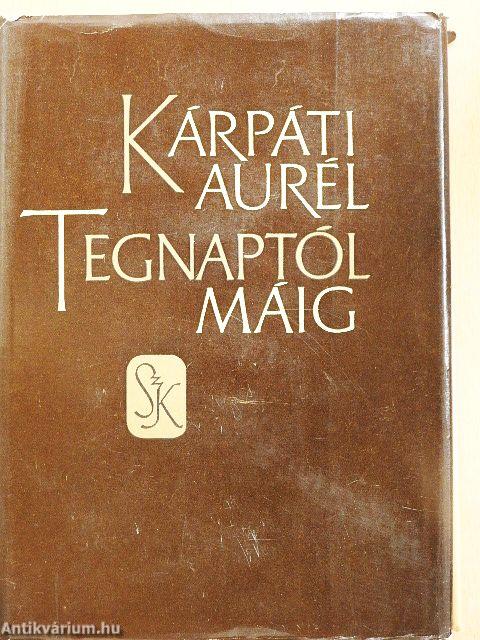 KÁRPÁTI
AURÉL
TEGNAPTÓL
MÁIG
SzK
Antikvárium.hu